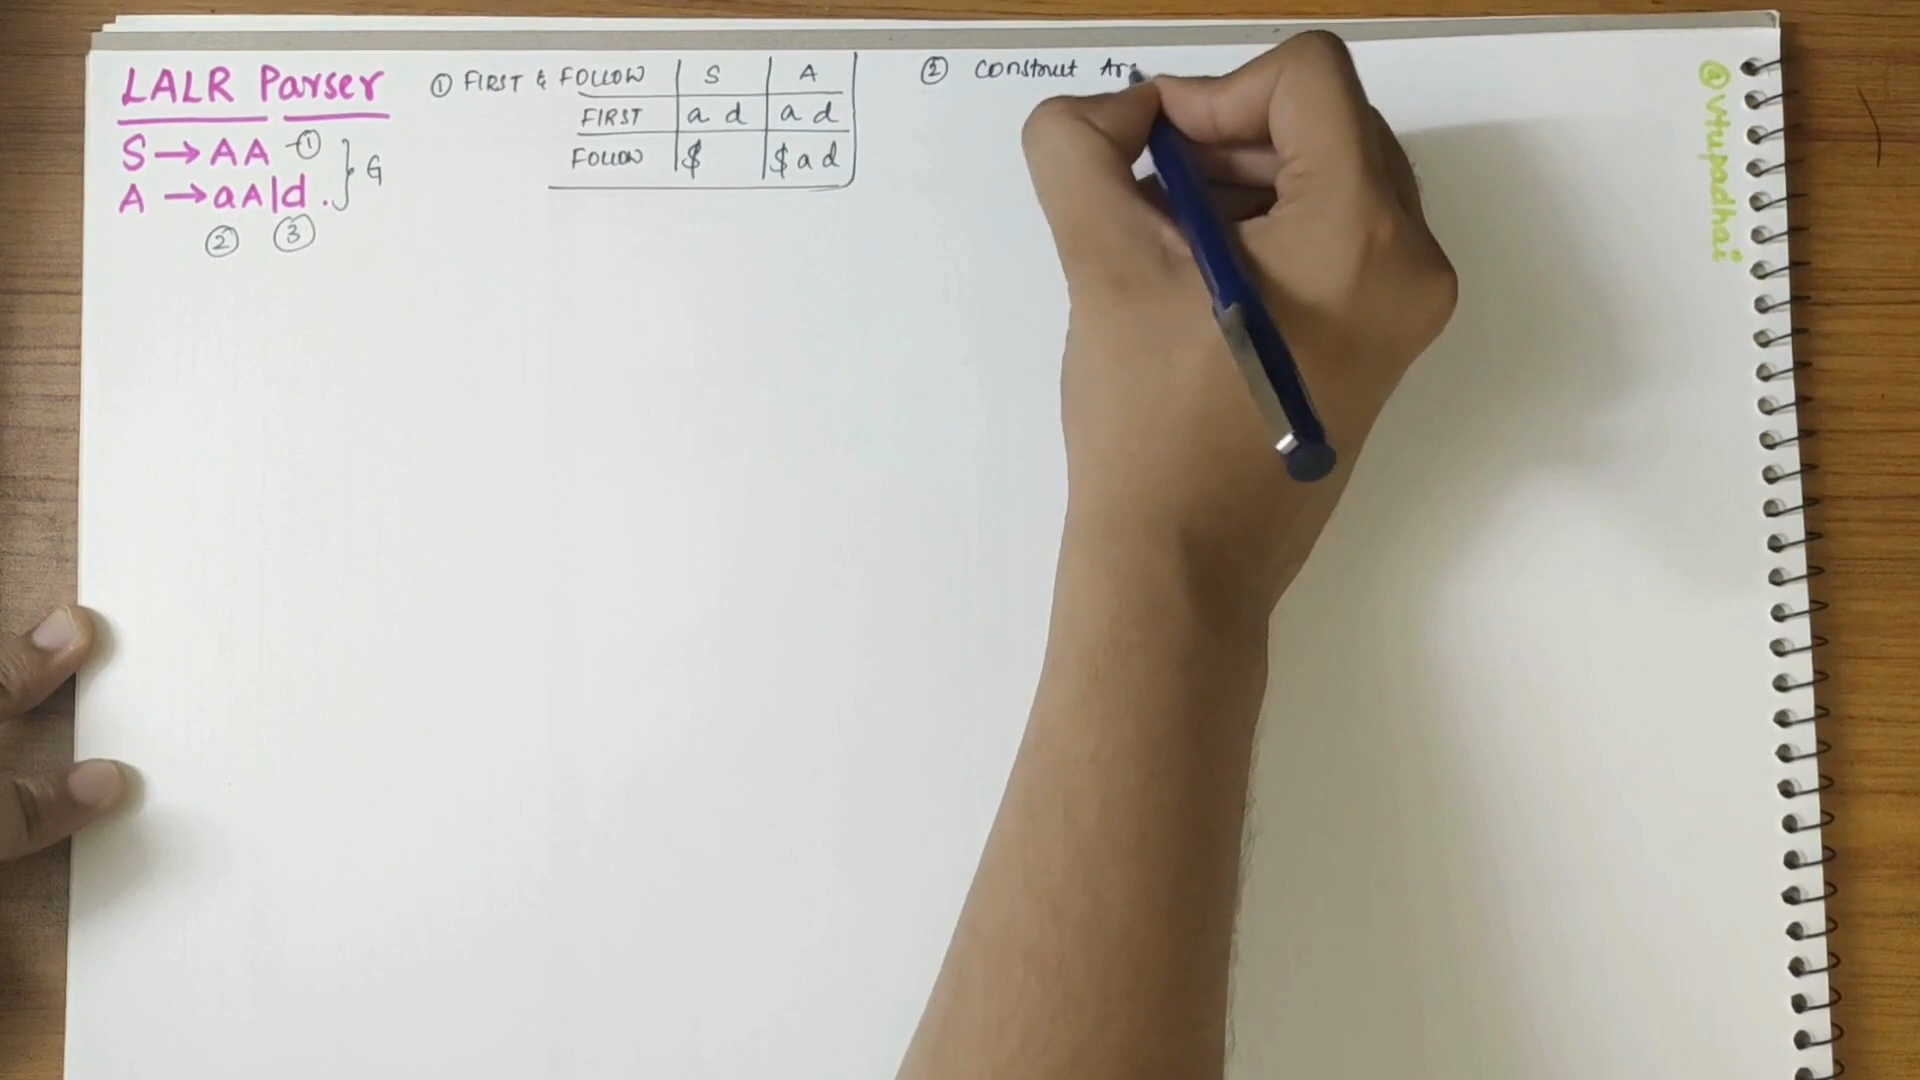 LALR Parser
S → AA - ①
A → aA|d .
② ③
} G
① FIRST & FOLLOW | S | A
FIRST | a d | a d
FOLLOW | $ | $ a d
② Construct
@vtupadhai